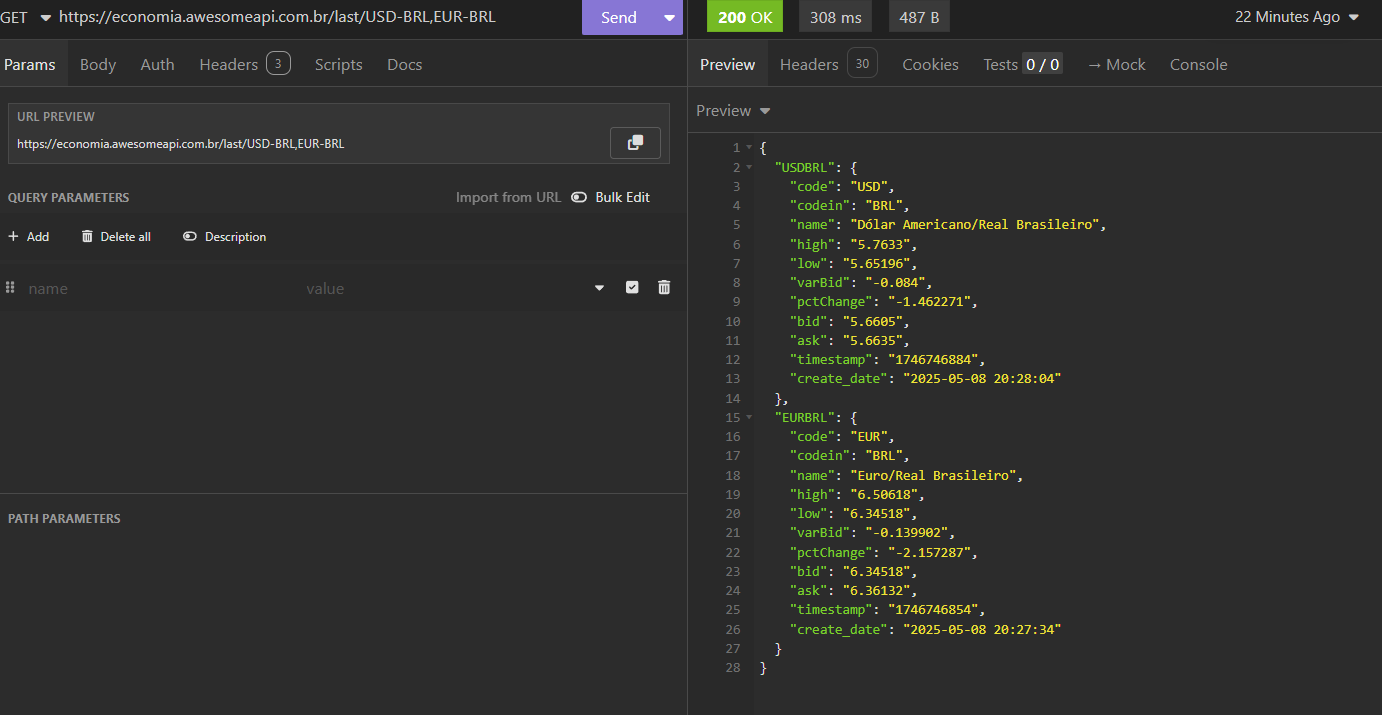 GET https://economia.awesomeapi.com.br/last/USD-BRL,EUR-BRL Send
200 OK 308 ms 487 B 22 Minutes Ago
Params Body Auth Headers 3 Scripts Docs
URL PREVIEW
https://economia.awesomeapi.com.br/last/USD-BRL,EUR-BRL
QUERY PARAMETERS Import from URL Bulk Edit
+ Add Delete all Description
name value
PATH PARAMETERS
Preview Headers 30 Cookies Tests 0 / 0 → Mock Console
Preview
1 {
2 "USDBRL": {
3 "code": "USD",
4 "codein": "BRL",
5 "name": "Dólar Americano/Real Brasileiro",
6 "high": "5.7633",
7 "low": "5.65196",
8 "varBid": "-0.084",
9 "pctChange": "-1.462271",
10 "bid": "5.6605",
11 "ask": "5.6635",
12 "timestamp": "1746746884",
13 "create_date": "2025-05-08 20:28:04"
14 },
15 "EURBRL": {
16 "code": "EUR",
17 "codein": "BRL",
18 "name": "Euro/Real Brasileiro",
19 "high": "6.50618",
20 "low": "6.34518",
21 "varBid": "-0.139902",
22 "pctChange": "-2.157287",
23 "bid": "6.34518",
24 "ask": "6.36132",
25 "timestamp": "1746746854",
26 "create_date": "2025-05-08 20:27:34"
27 }
28 }